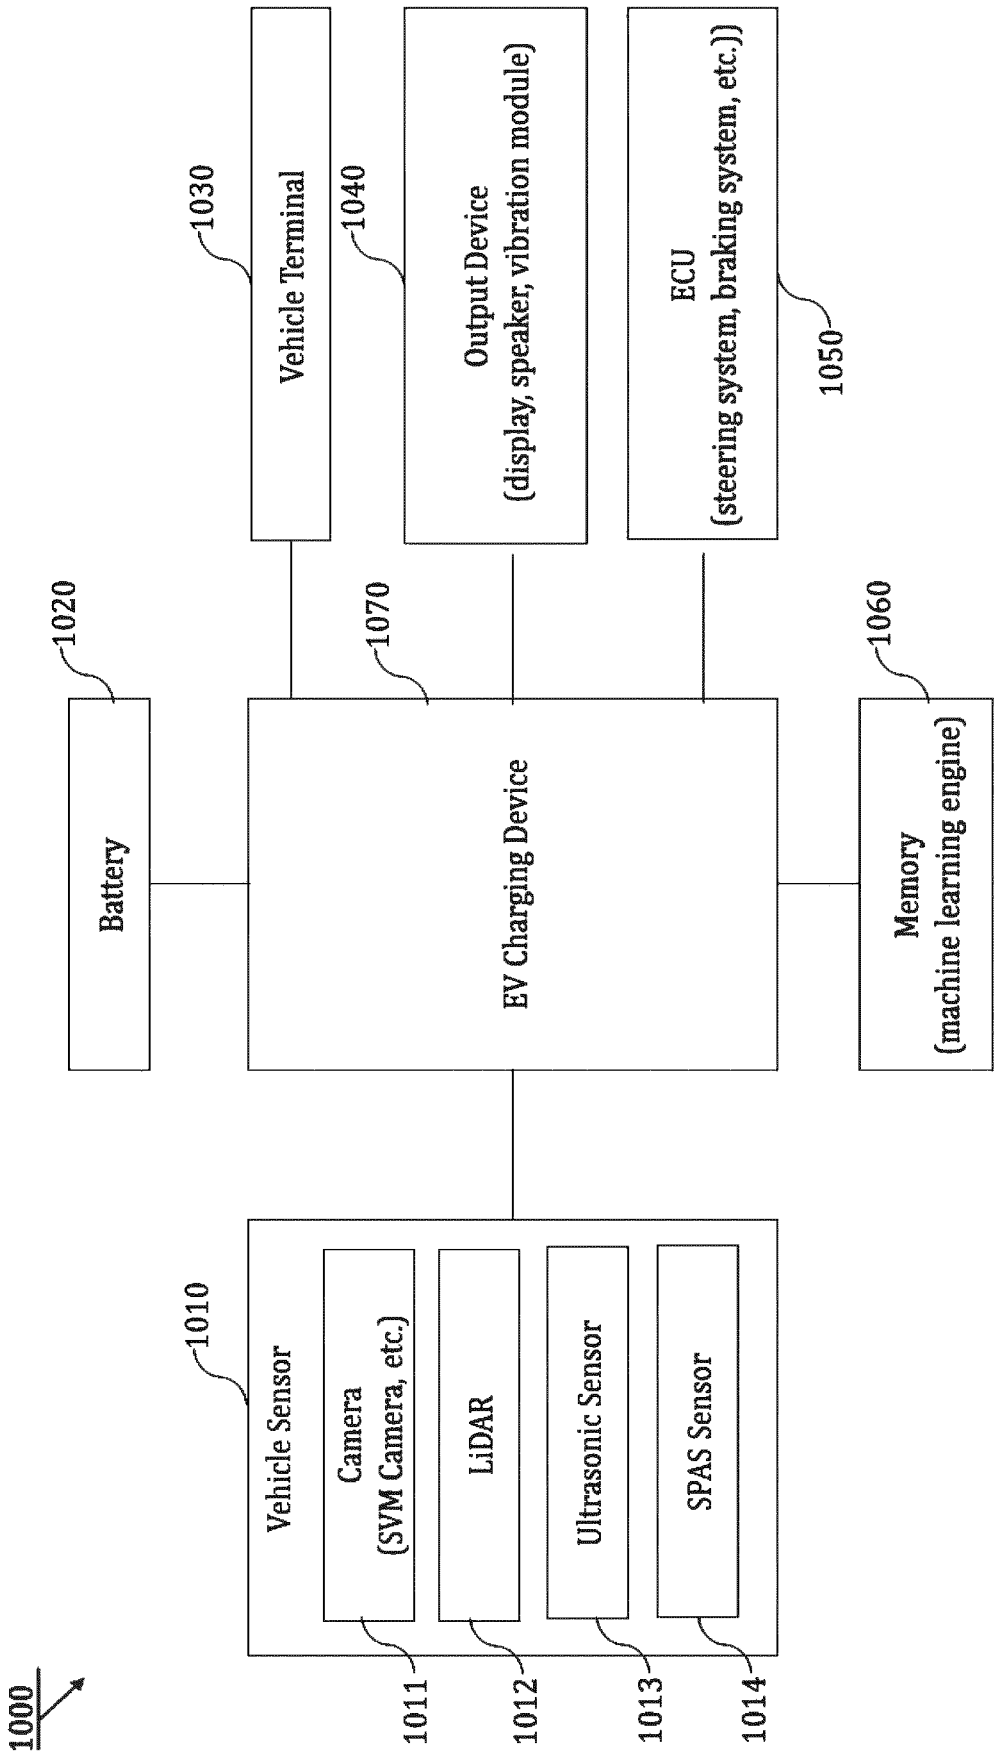 1000
1010
Vehicle Sensor
Camera
(SVM Camera, etc.)
1011
LiDAR
1012
Ultrasonic Sensor
1013
SPAS Sensor
1014
1020
Battery
1070
EV Charging Device
1060
Memory
(machine learning engine)
1030
Vehicle Terminal
1040
Output Device
(display, speaker, vibration module)
ECU
(steering system, braking system, etc.))
1050